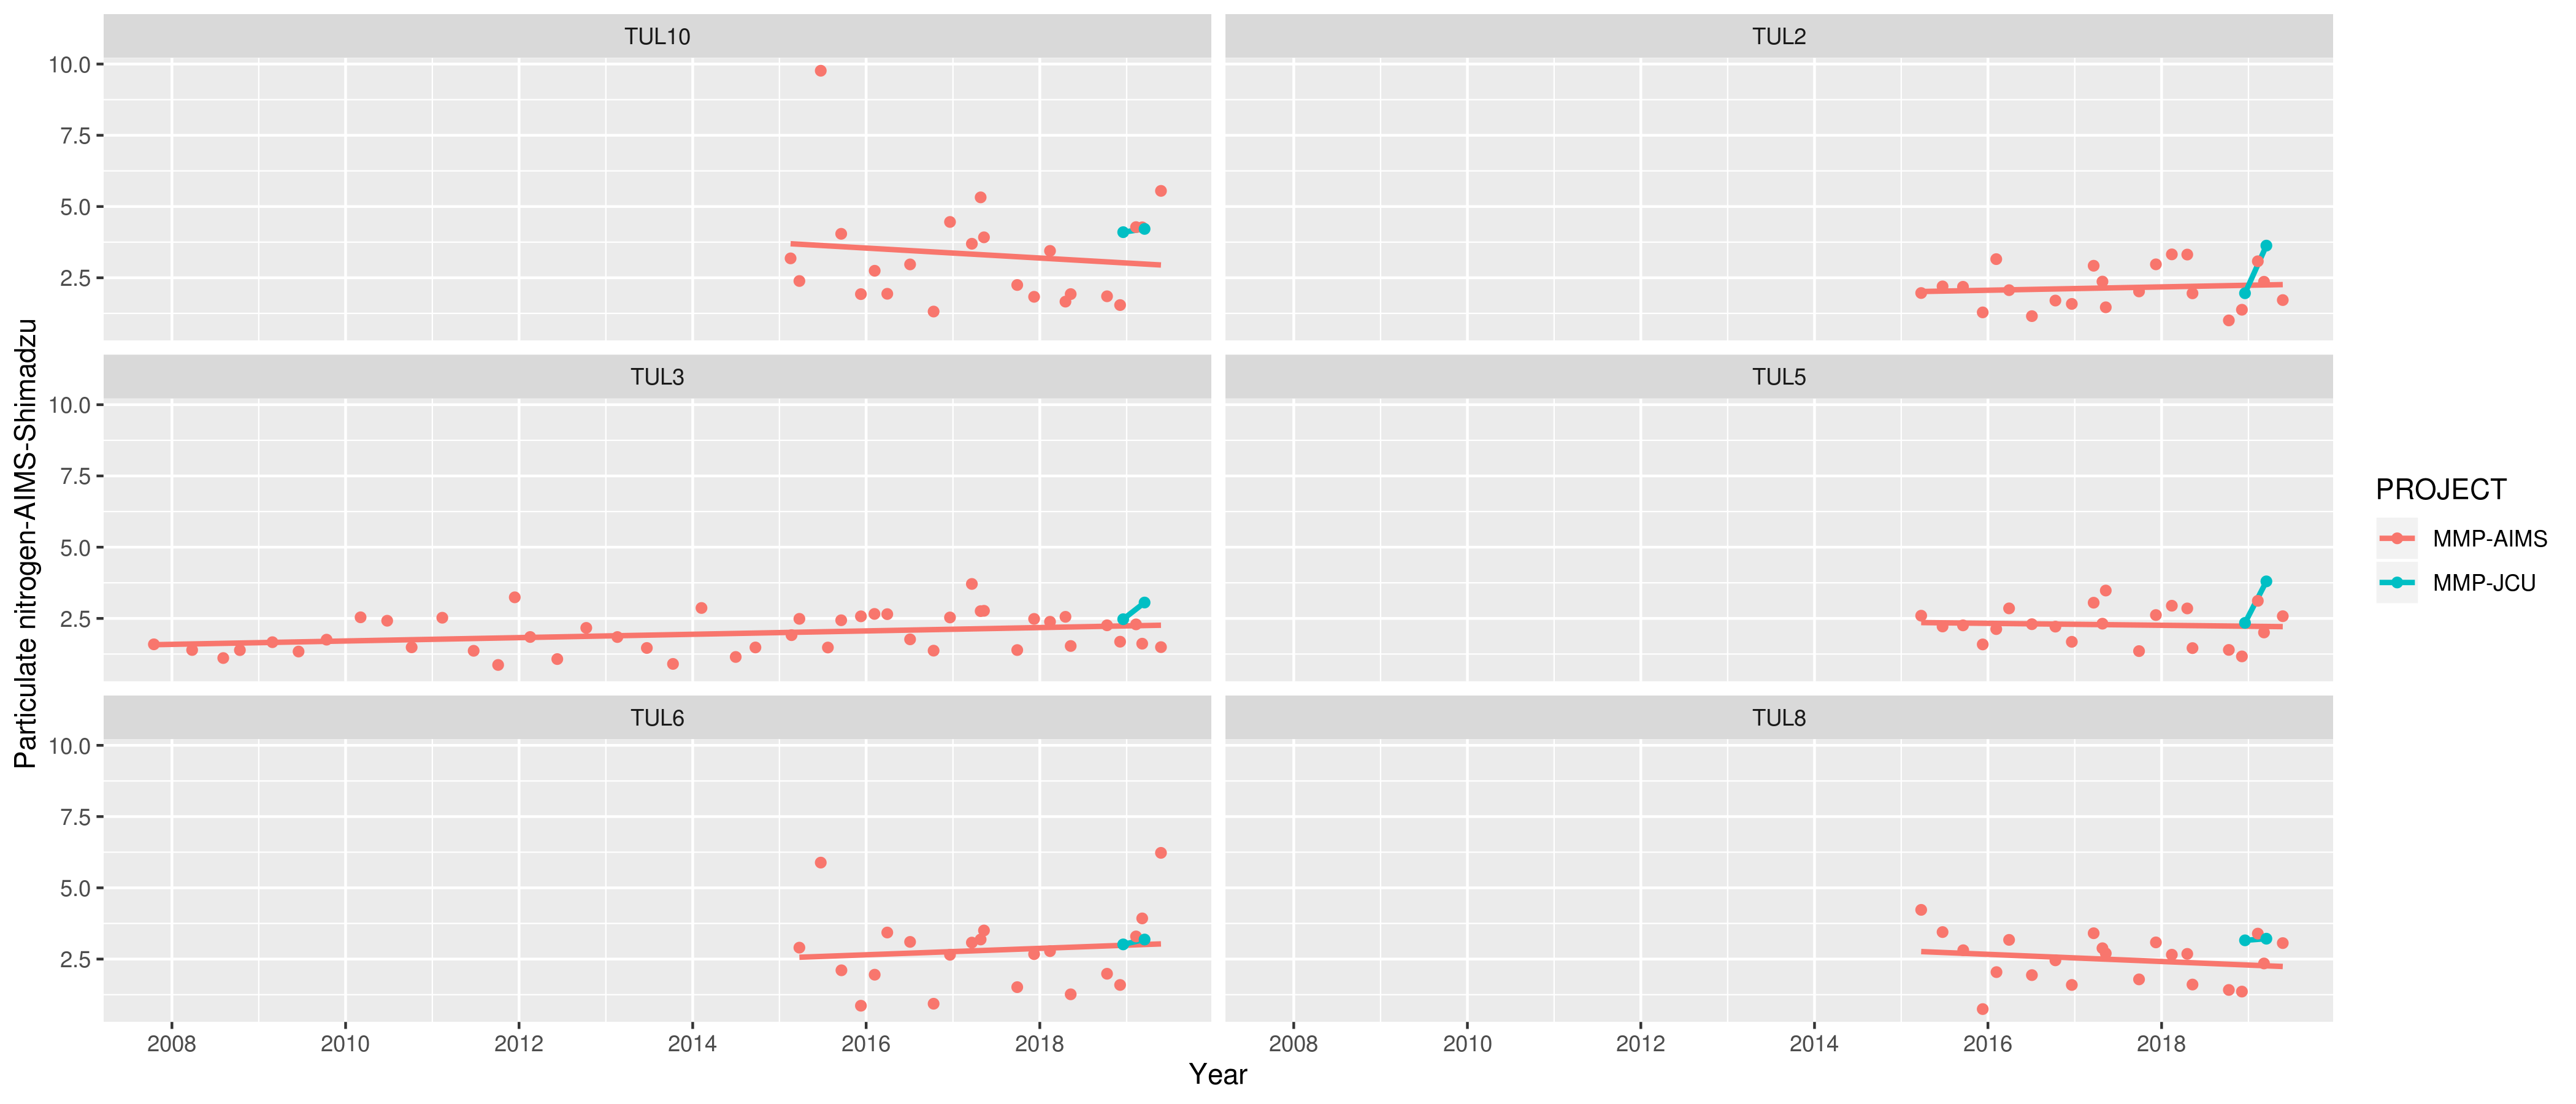 TUL10
TUL2
10.0
7.5
5.0
2.5
TUL3
TUL5
10.0
7.5
5.0
2.5
TUL6
TUL8
10.0
7.5
5.0
2.5
2008 2010 2012 2014 2016 2018
2008 2010 2012 2014 2016 2018
Year
Particulate nitrogen-AIMS-Shimadzu
PROJECT
MMP-AIMS
MMP-JCU